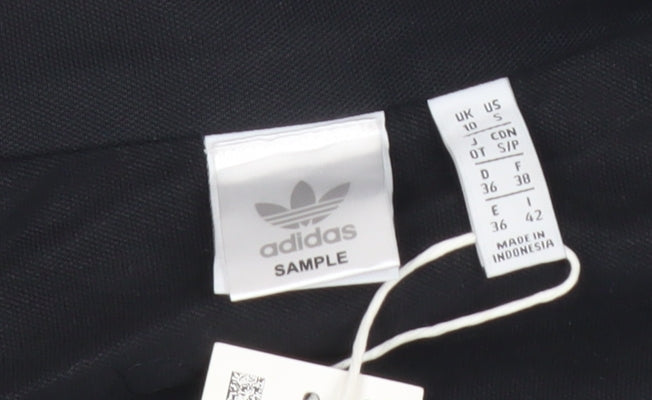 adidas
SAMPLE
UK US
10 S
J CDN
OT S/P
D F
36 38
E I
36 42
MADE IN
INDONESIA